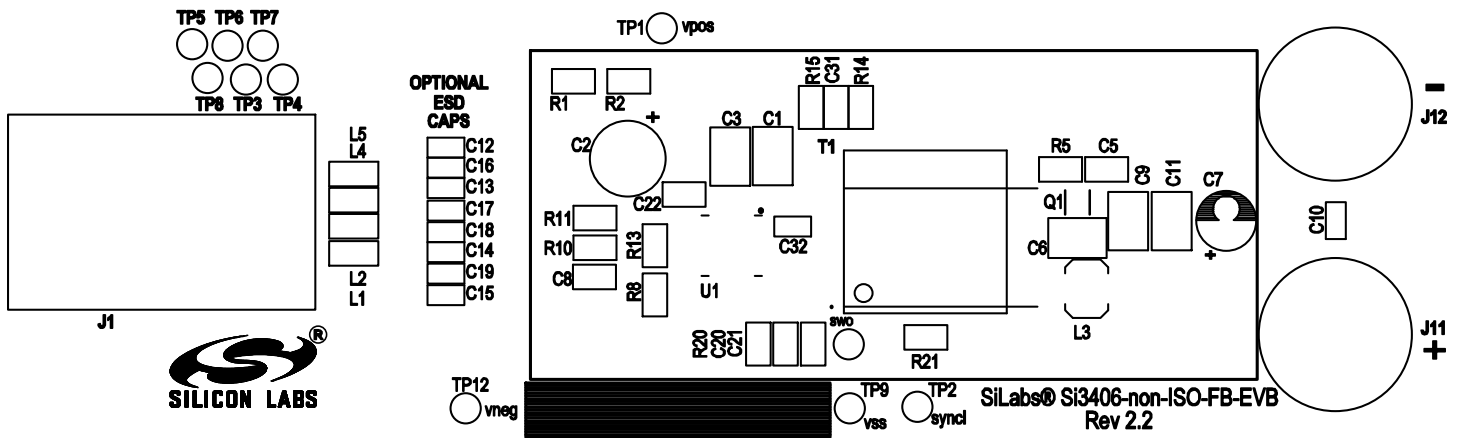 TP5 TP6 TP7
TP8 TP3 TP4
TP1 vpos
OPTIONAL
ESD
CAPS
C12
C16
C13
C17
C18
C14
C19
C15
L5
L4
L2
L1
J1
®
SILICON LABS
R1 R2
+
C2
C3 C1
R15
C31
R14
T1
C22
R11
R10
C8
R13
R8
C32
U1
R20
C20
C21
swo
R21
R5 C5
C9
C11
C7
Q1
C6
+
L3
C10
-
J12
J11
+
TP12
vneg
TP9
vss
TP2
syncl
SiLabs® Si3406-non-ISO-FB-EVB
Rev 2.2